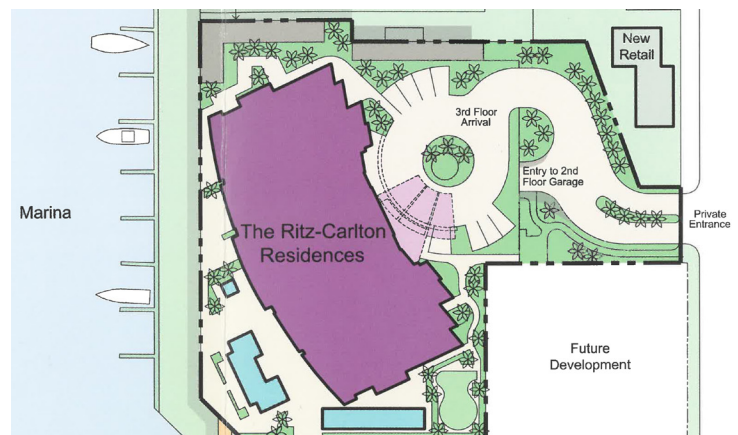 New
Retail
3rd Floor
Arrival
Entry to 2nd
Floor Garage
Marina
Private
Entrance
The Ritz-Carlton
Residences
Future
Development